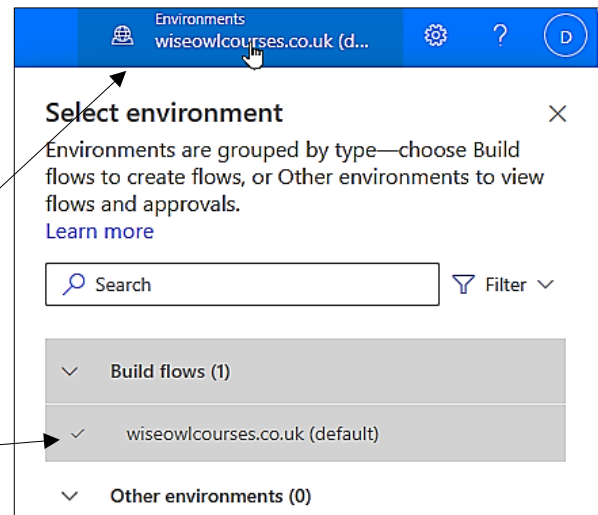 Environments
wiseowlcourses.co.uk (d...
?
D
Select environment
Environments are grouped by type—choose Build
flows to create flows, or Other environments to view
flows and approvals.
Learn more
Search
Filter
Build flows (1)
wiseowlcourses.co.uk (default)
Other environments (0)